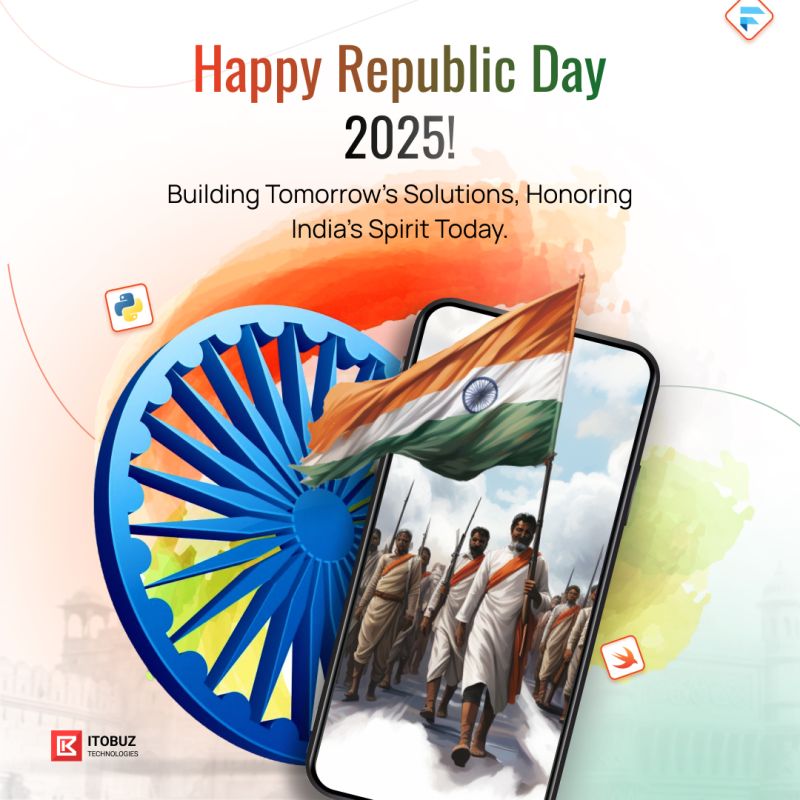 Happy Republic Day
2025!
Building Tomorrow's Solutions, Honoring
India's Spirit Today.
ITOBUZ
TECHNOLOGIES